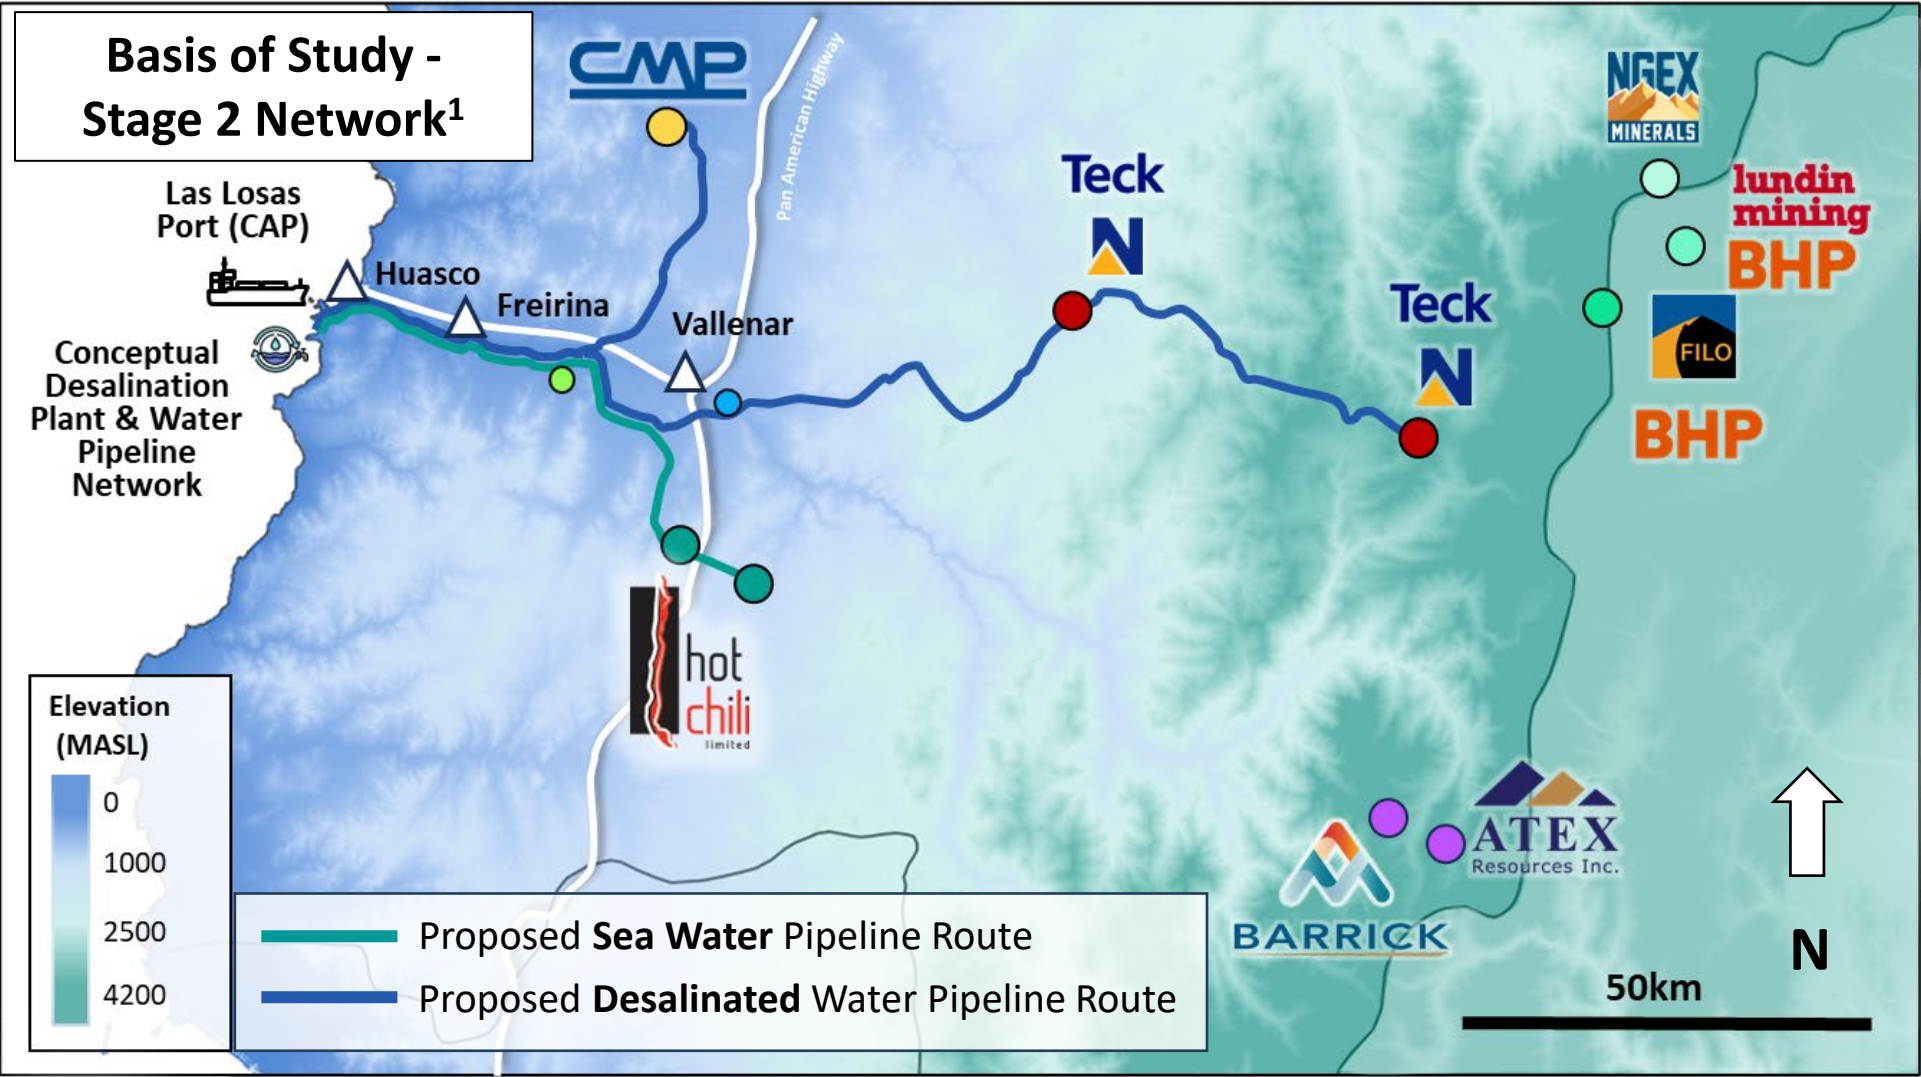 Basis of Study -
Stage 2 Network1
CMP
Pan American Highway
NGEX
MINERALS
Teck
N
lundin
mining
BHP
Las Losas
Port (CAP)
Huasco
Freirina
Vallenar
Teck
N
FILO
BHP
Conceptual
Desalination
Plant & Water
Pipeline
Network
hot
chili
limited
Elevation
(MASL)
0
1000
2500
4200
ATEX
Resources Inc.
BARRICK
Proposed Sea Water Pipeline Route
Proposed Desalinated Water Pipeline Route
N
50km